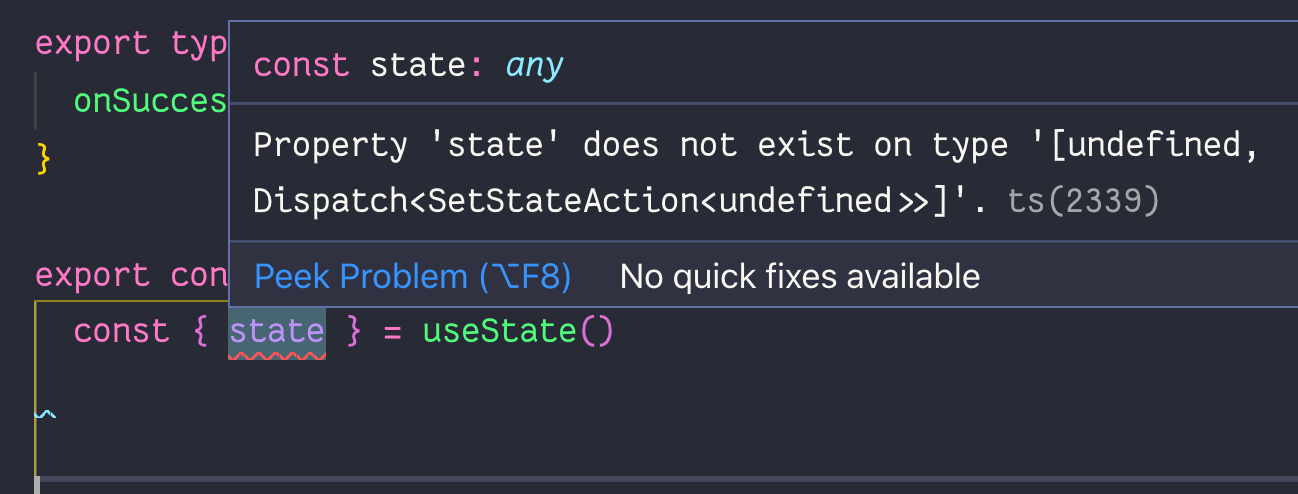 export typ
const state: any
onSucces
Property 'state' does not exist on type '[undefined,
}
Dispatch<SetStateAction<undefined>>]'. ts(2339)
export con
Peek Problem (⌥F8) No quick fixes available
const { state } = useState()